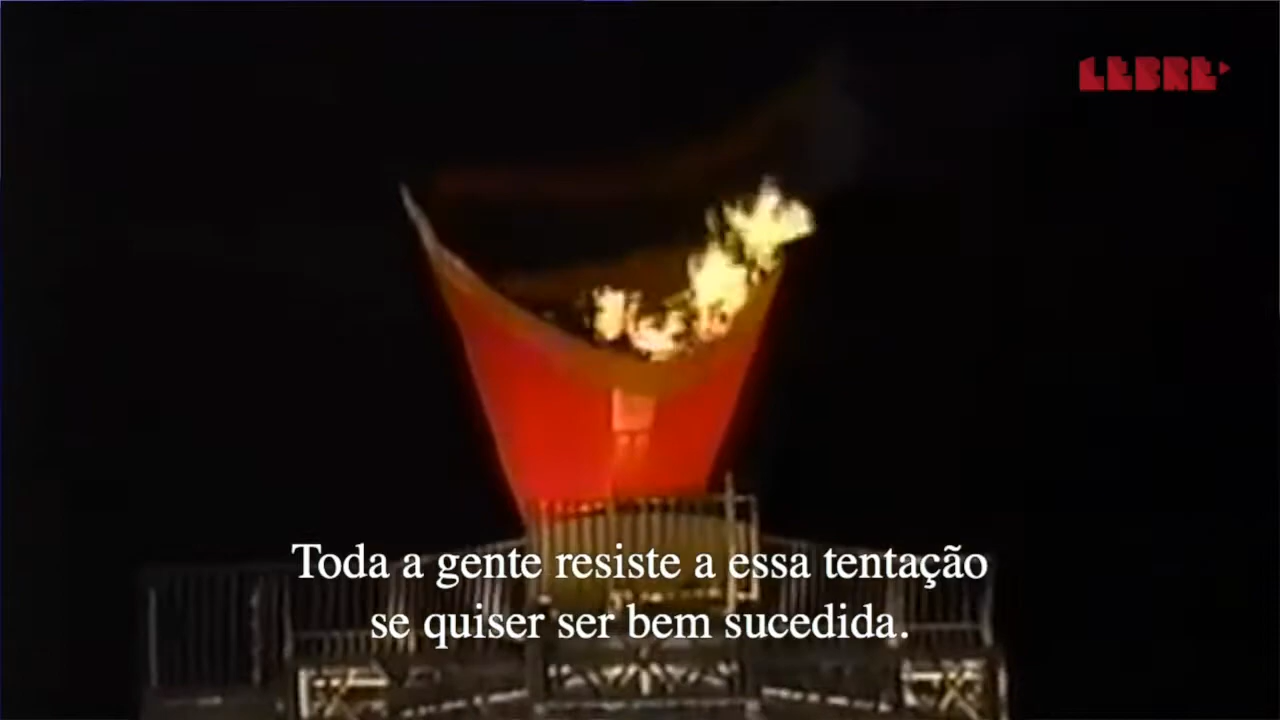 LEBRE
Toda a gente resiste a essa tentação
se quiser ser bem sucedida.